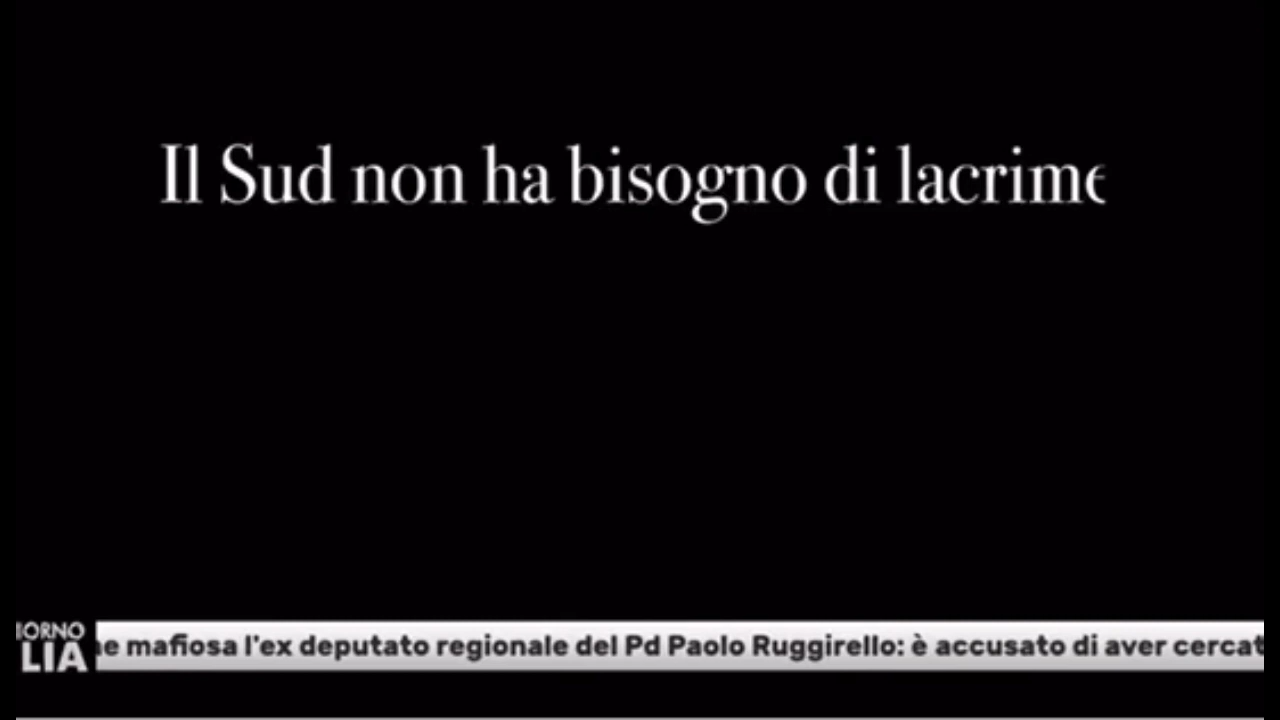 Il Sud non ha bisogno di lacrime
IORNO
LIA
mafiosa l'ex deputato regionale del Pd Paolo Ruggirello: è accusato di aver cercat